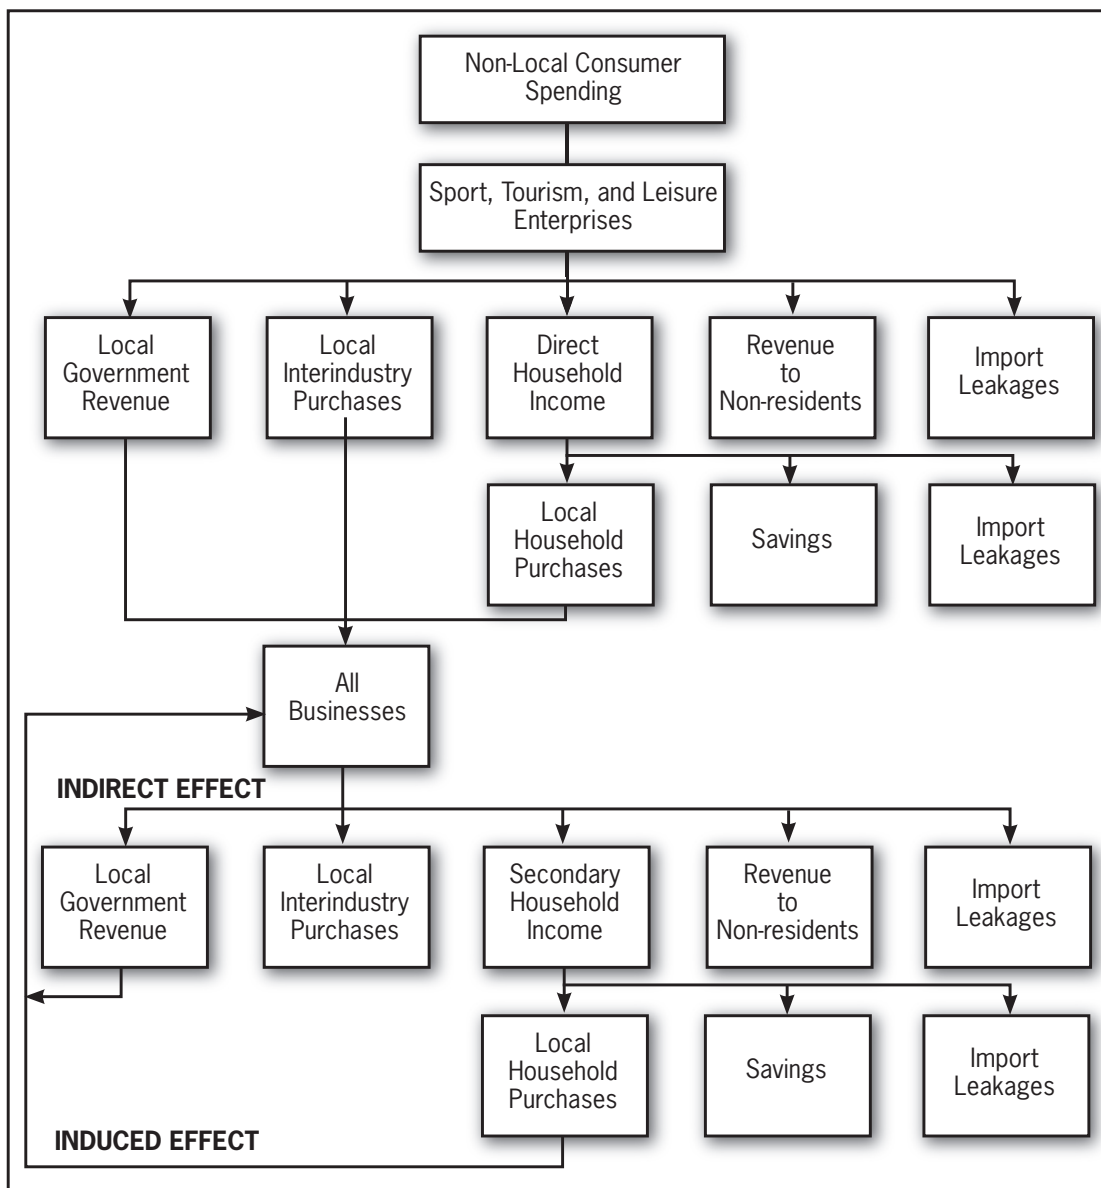 Non-Local Consumer
Spending
Sport, Tourism, and Leisure
Enterprises
Local
Government
Revenue
Local
Interindustry
Purchases
Direct
Household
Income
Revenue
to
Non-residents
Import
Leakages
Local
Household
Purchases
Savings
Import
Leakages
All
Businesses
INDIRECT EFFECT
Local
Government
Revenue
Local
Interindustry
Purchases
Secondary
Household
Income
Revenue
to
Non-residents
Import
Leakages
Local
Household
Purchases
Savings
Import
Leakages
INDUCED EFFECT